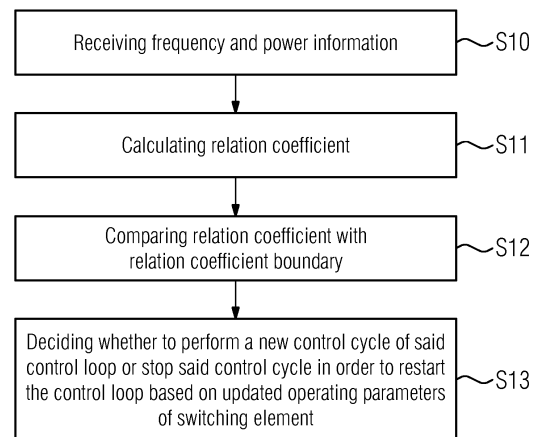 Receiving frequency and power information
S10
Calculating relation coefficient
S11
Comparing relation coefficient with
relation coefficient boundary
S12
Deciding whether to perform a new control cycle of said
control loop or stop said control cycle in order to restart
the control loop based on updated operating parameters
of switching element
S13